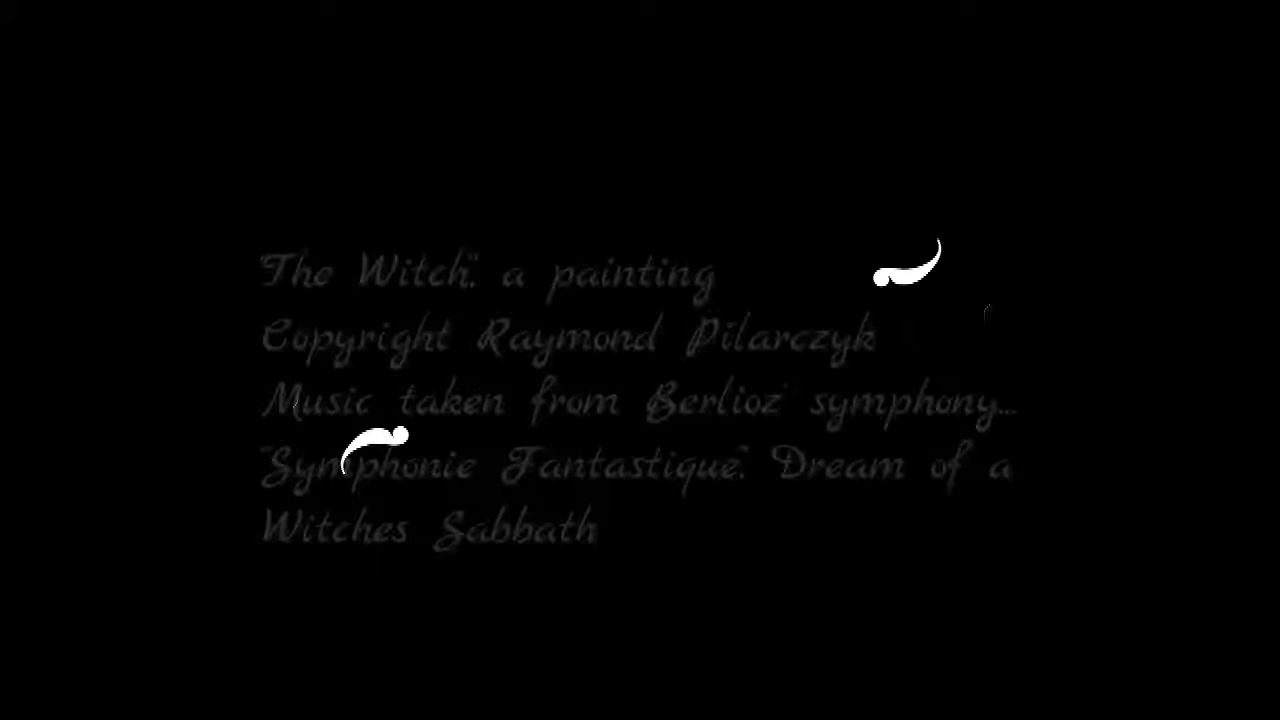 "The Witch". a painting
Copyright Raymond Pilarczyk
Music taken from Berlioz' symphony...
"Symphonie Fantastique". Dream of a
Witches Sabbath